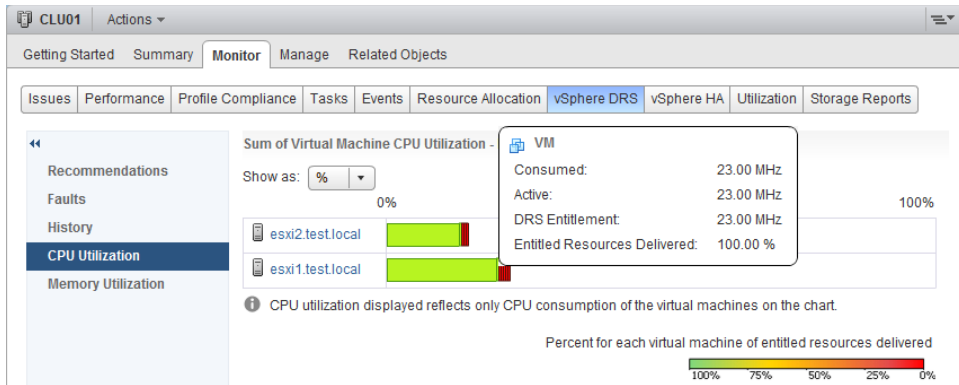 CLU01 Actions
Getting Started Summary Monitor Manage Related Objects
Issues Performance Profile Compliance Tasks Events Resource Allocation vSphere DRS vSphere HA Utilization Storage Reports
Recommendations
Faults
History
CPU Utilization
Memory Utilization
Sum of Virtual Machine CPU Utilization -
Show as: %
0% 100%
esxi2.test.local
esxi1.test.local
VM
Consumed: 23.00 MHz
Active: 23.00 MHz
DRS Entitlement: 23.00 MHz
Entitled Resources Delivered: 100.00 %
CPU utilization displayed reflects only CPU consumption of the virtual machines on the chart.
Percent for each virtual machine of entitled resources delivered
100% 75% 50% 25% 0%